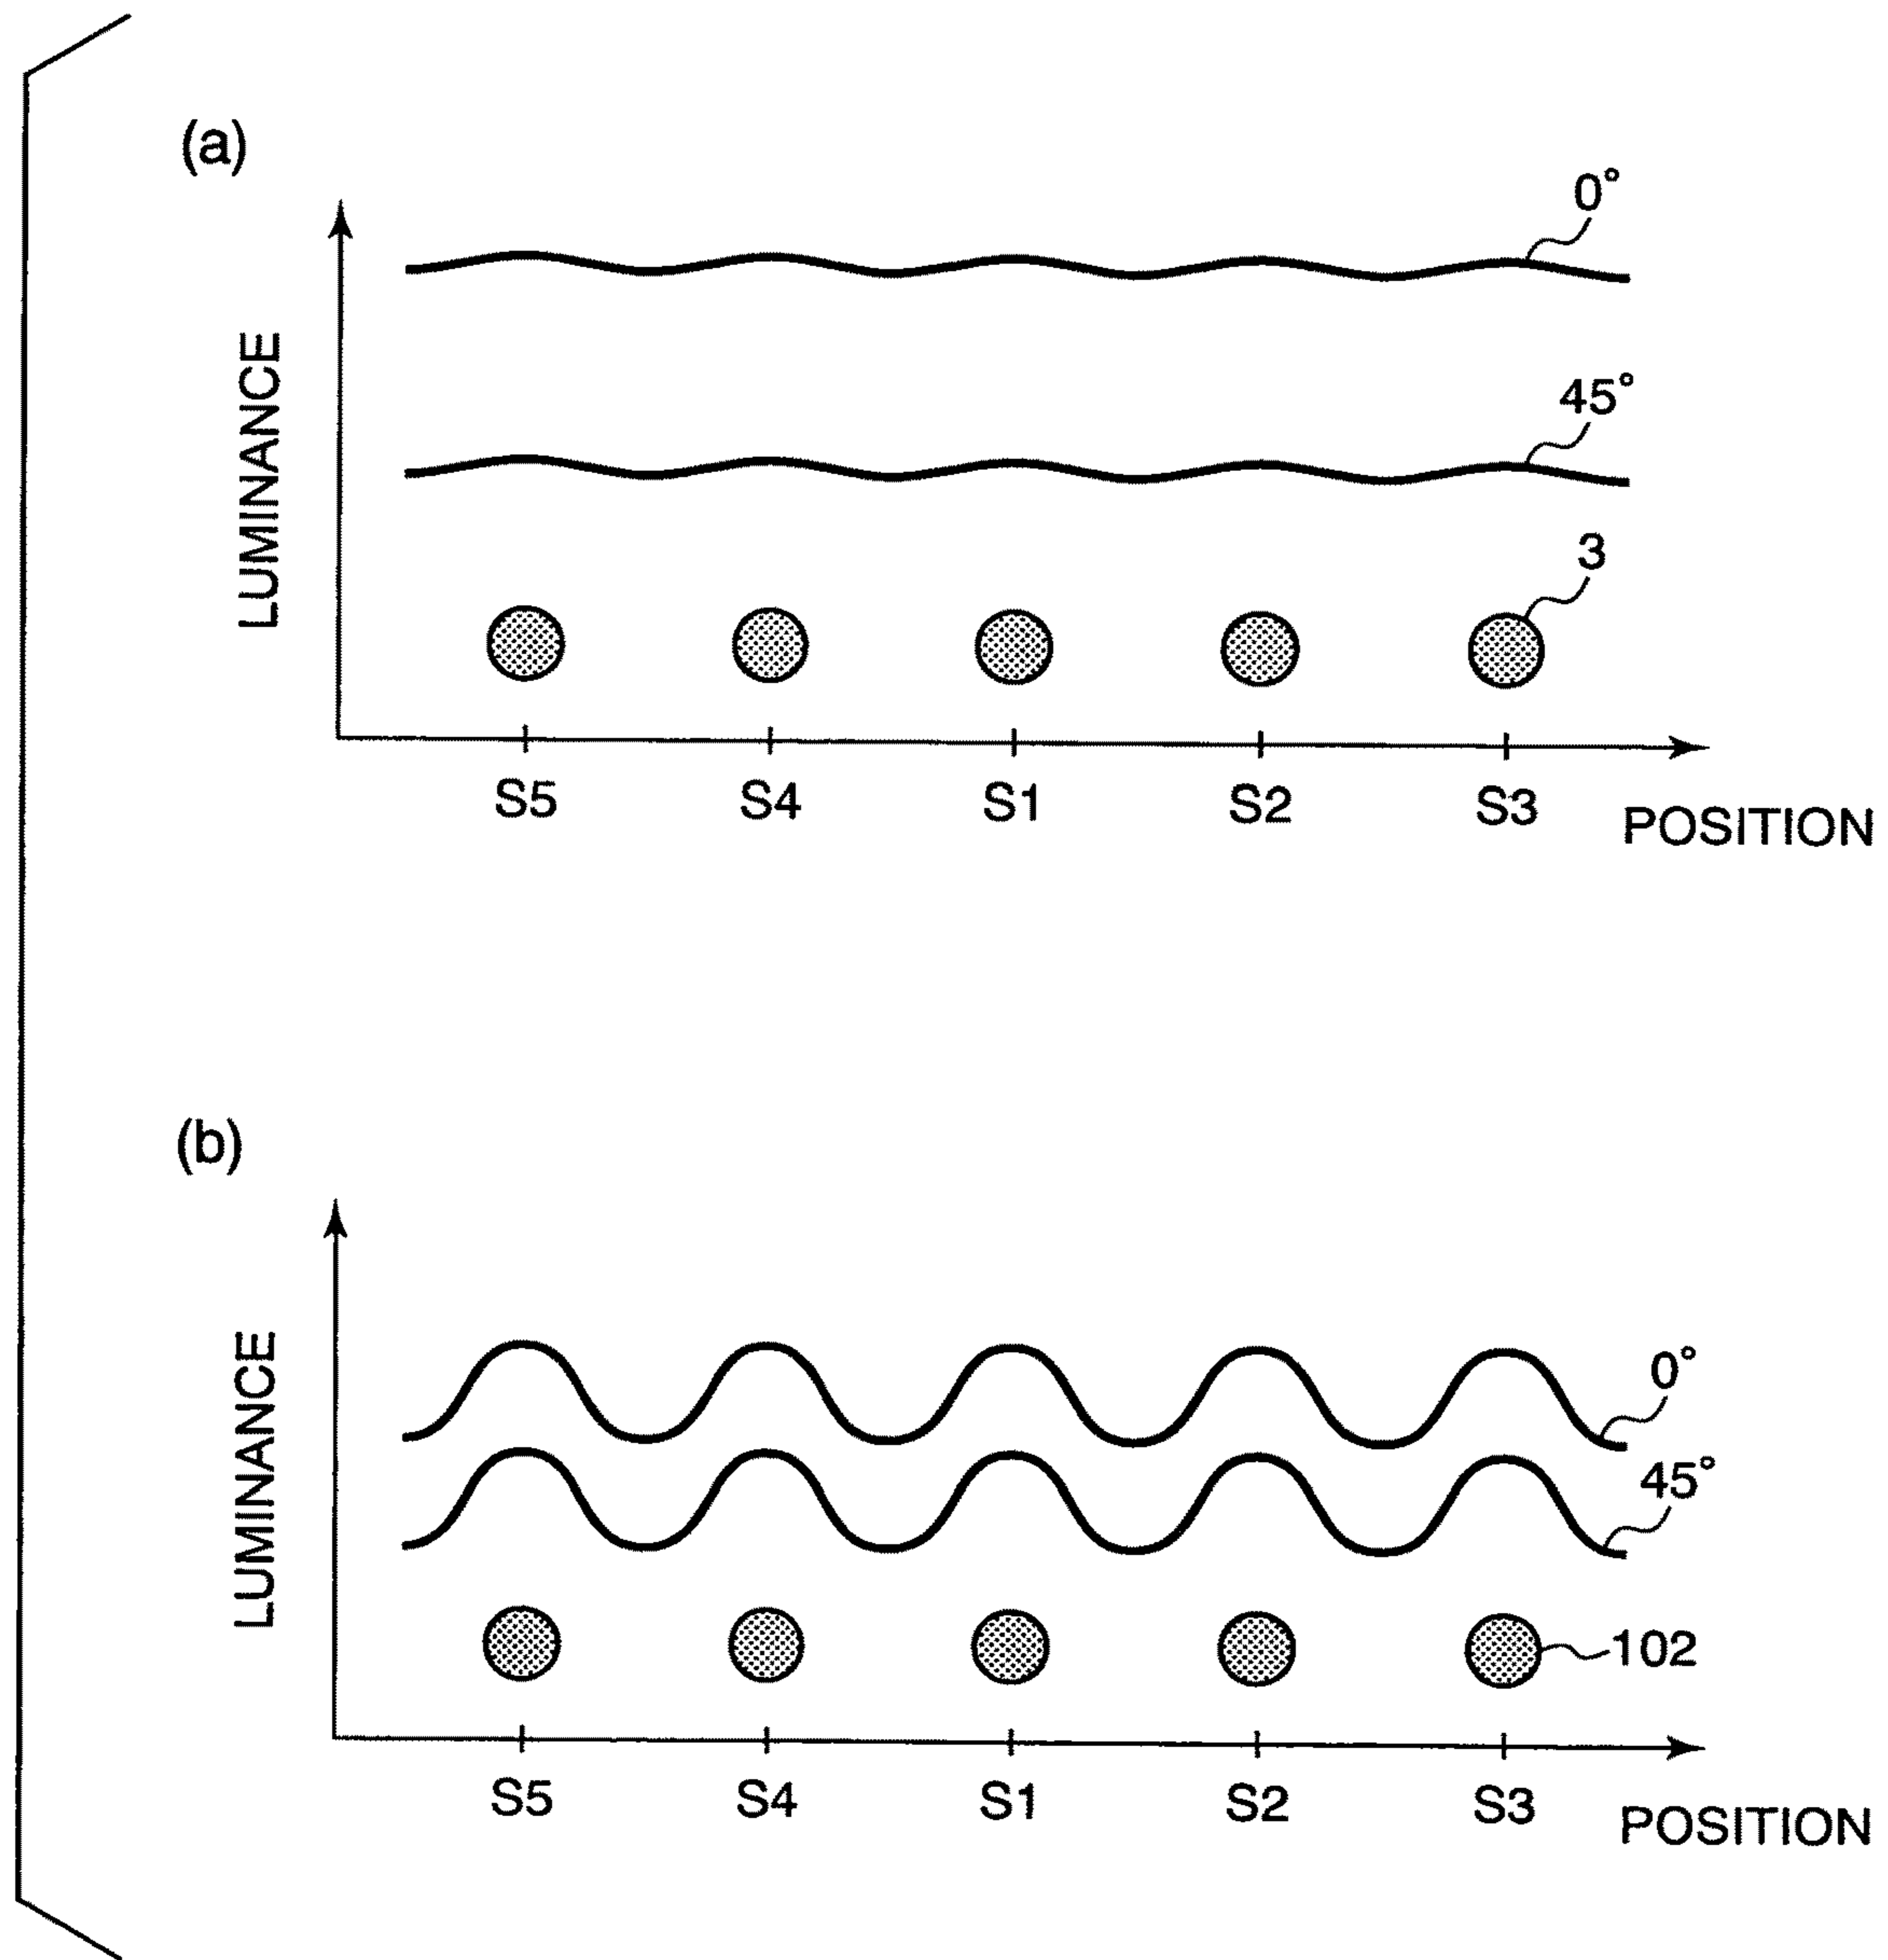 (a)
0°
45°
LUMINANCE
3
S5 S4 S1 S2 S3
POSITION
(b)
0°
45°
LUMINANCE
102
S5 S4 S1 S2 S3
POSITION